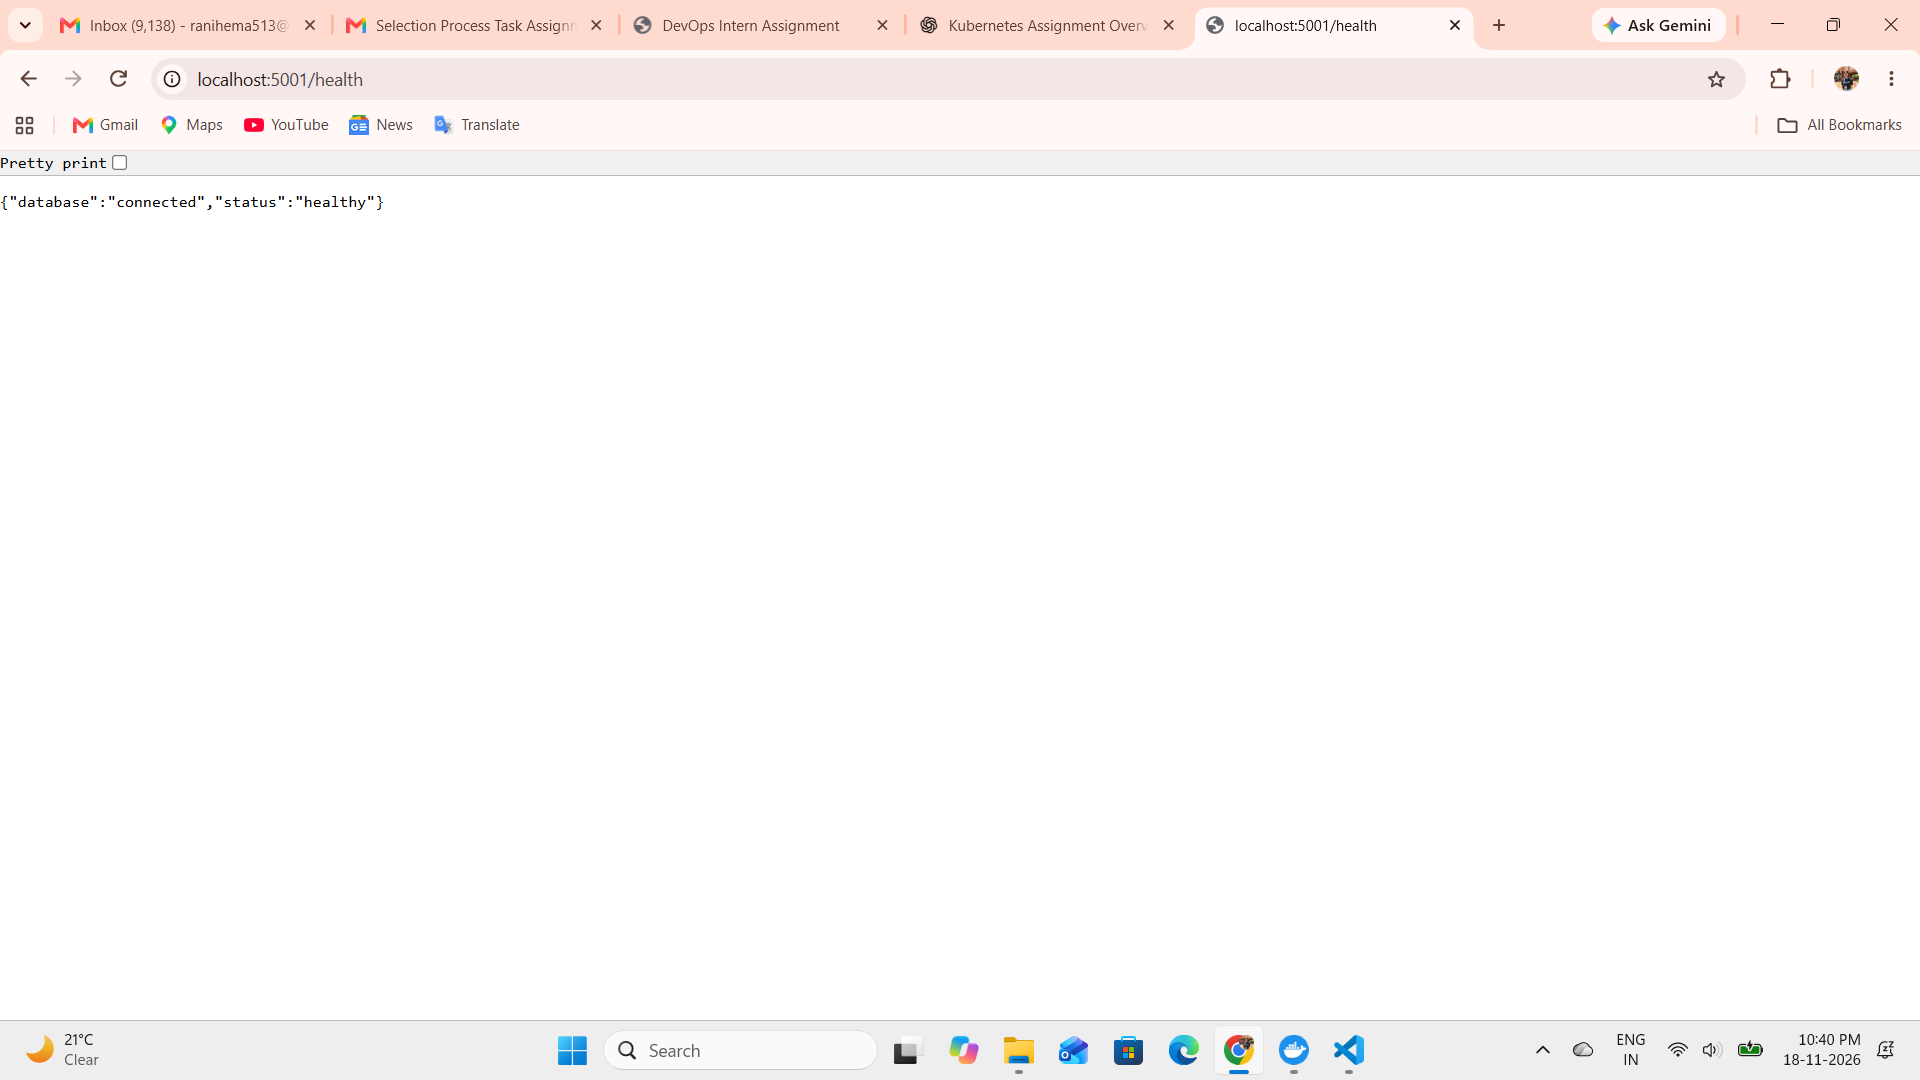 Inbox (9,138) - ranihema513@
Selection Process Task Assignn
DevOps Intern Assignment
Kubernetes Assignment Overv
localhost:5001/health
Ask Gemini
localhost:5001/health
Gmail
Maps
YouTube
News
Translate
All Bookmarks
Pretty print
{"database":"connected","status":"healthy"}
21°C
Clear
Search
ENG
IN
10:40 PM
18-11-2026